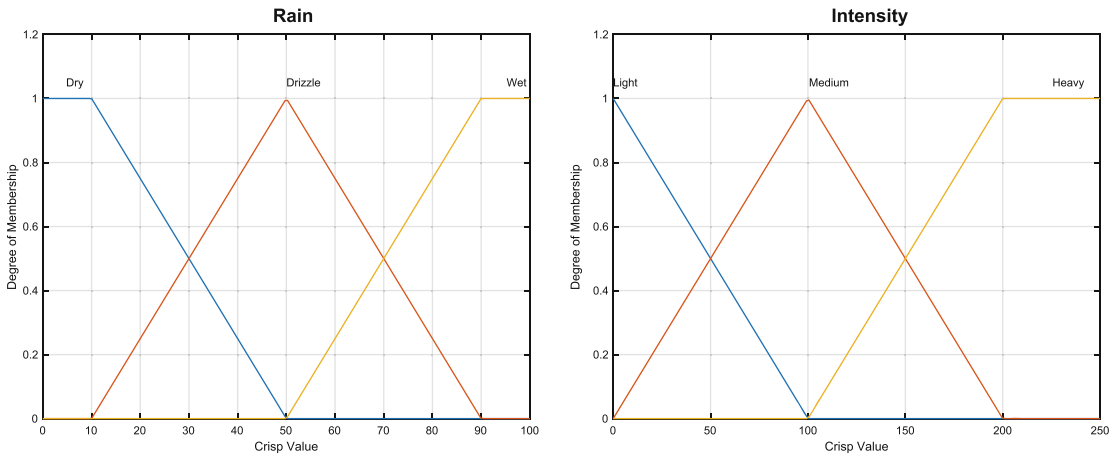 Rain
1.2
1
0.8
0.6
0.4
0.2
0
Degree of Membership
Dry
Drizzle
Wet
0 10 20 30 40 50 60 70 80 90 100
Crisp Value
Intensity
1.2
1
0.8
0.6
0.4
0.2
0
Degree of Membership
Light
Medium
Heavy
0 50 100 150 200 250
Crisp Value